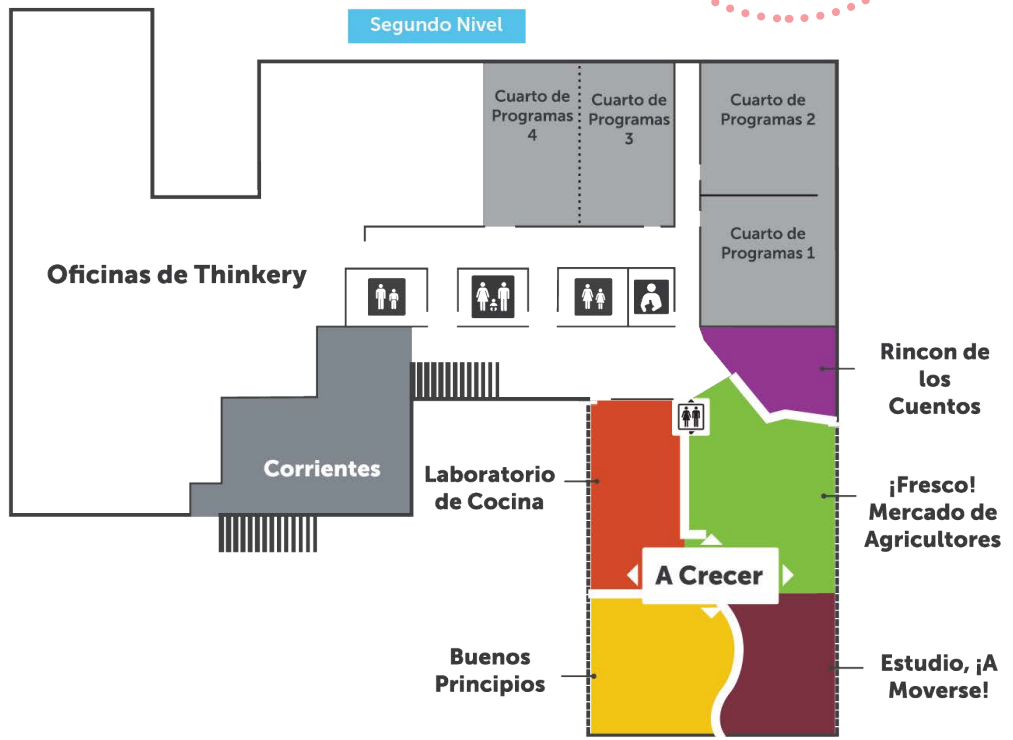 Segundo Nivel
Cuarto de
Programas
4
Cuarto de
Programas
3
Cuarto de
Programas 2
Cuarto de
Programas 1
Oficinas de Thinkery
Rincon de
los
Cuentos
Corrientes
Laboratorio
de Cocina
¡Fresco!
Mercado de
Agricultores
A Crecer
Buenos
Principios
Estudio, ¡A
Moverse!